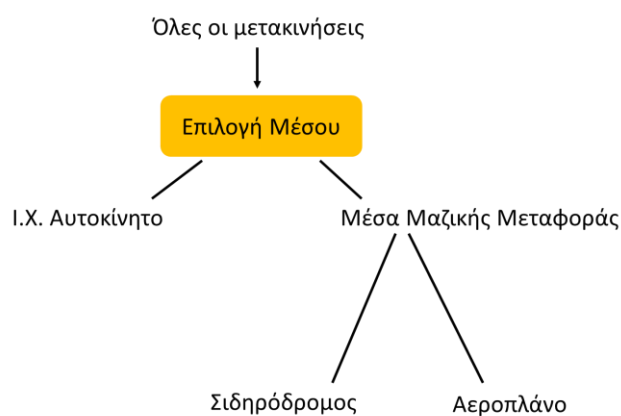 Όλες οι μετακινήσεις
Επιλογή Μέσου
Ι.Χ. Αυτοκίνητο
Μέσα Μαζικής Μεταφοράς
Σιδηρόδρομος
Αεροπλάνο